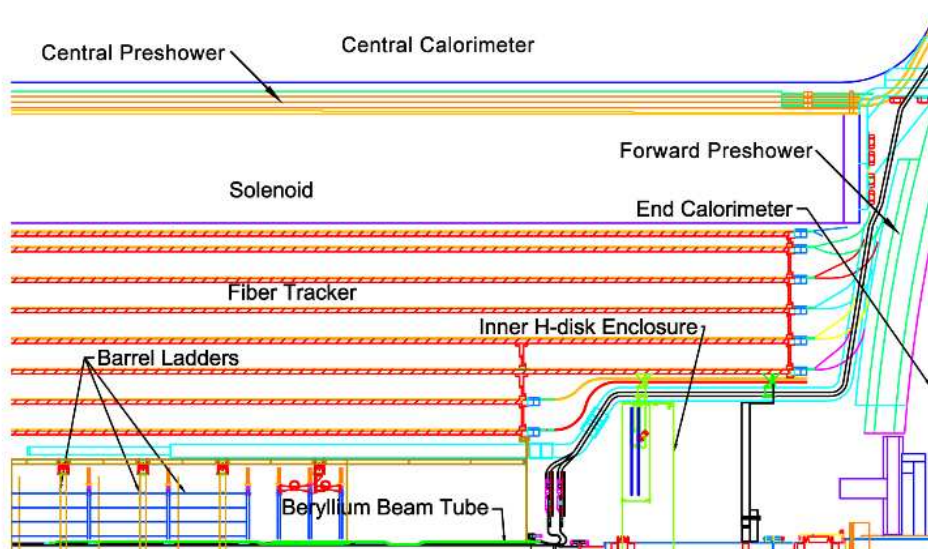 Central Calorimeter
Central Preshower
Forward Preshower
Solenoid
End Calorimeter
Fiber Tracker
Inner H-disk Enclosure
Barrel Ladders
Beryllium Beam Tube